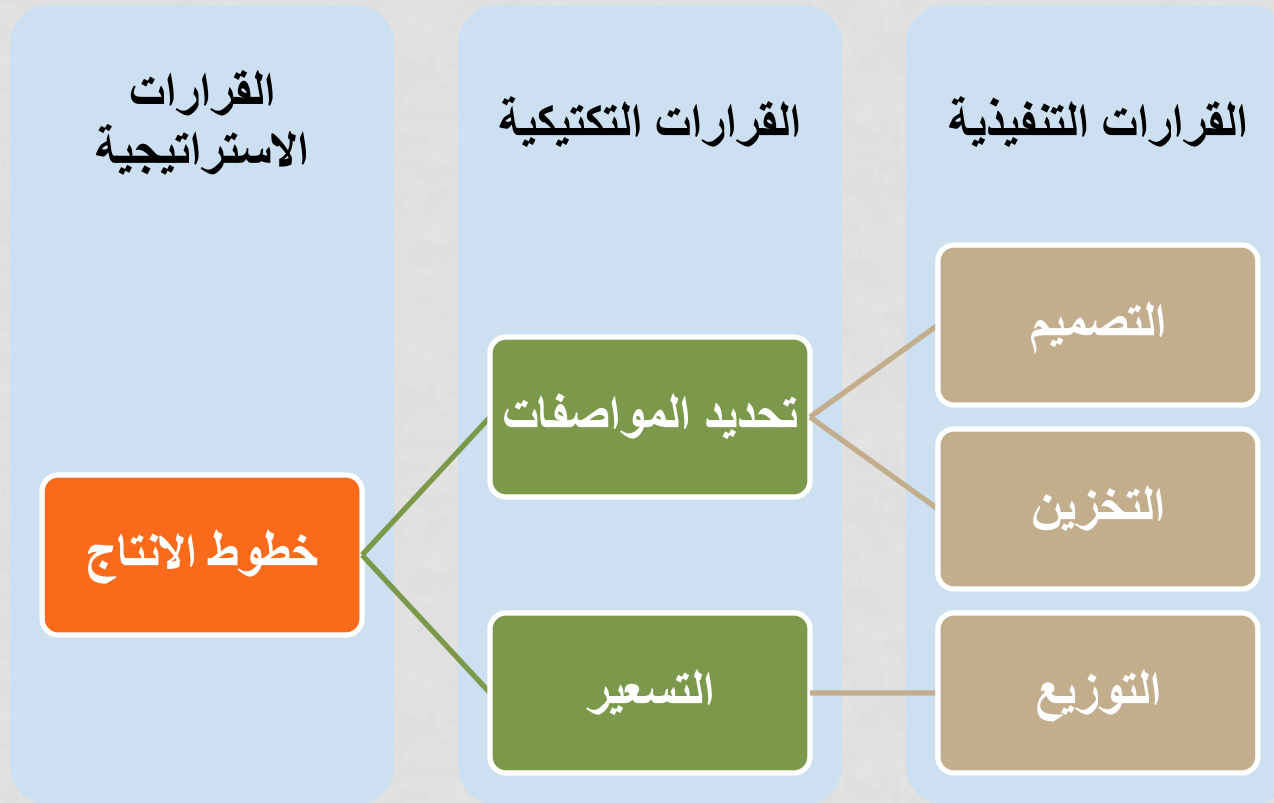 القرارات
الاستراتيجية
القرارات التكتيكية
القرارات التنفيذية
خطوط الانتاج
تحديد المواصفات
التسعير
التصميم
التخزين
التوزيع